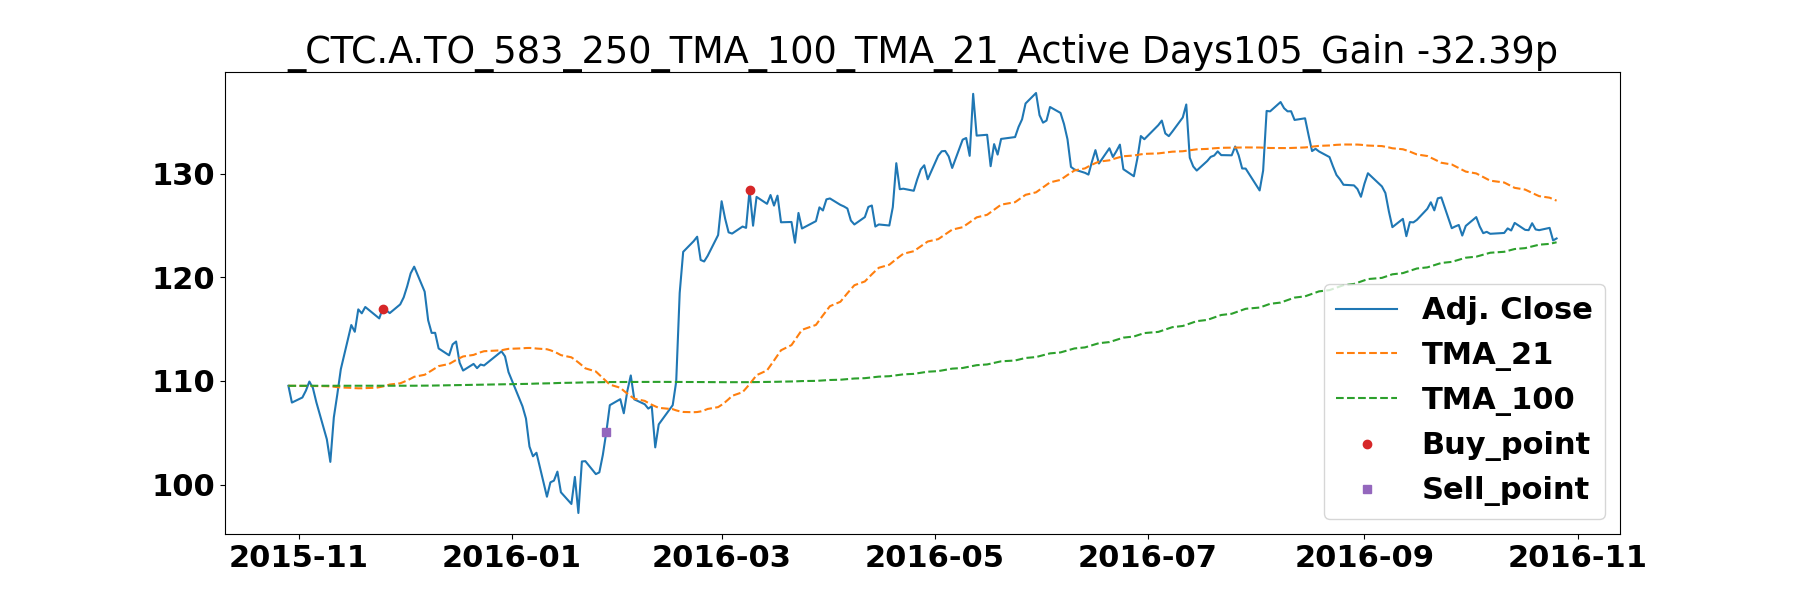 _CTC.A.TO_583_250_TMA_100_TMA_21_Active Days105_Gain -32.39p
130
120
110
100
Adj. Close
TMA_21
TMA_100
Buy_point
Sell_point
2015-11 2016-01 2016-03 2016-05 2016-07 2016-09 2016-11